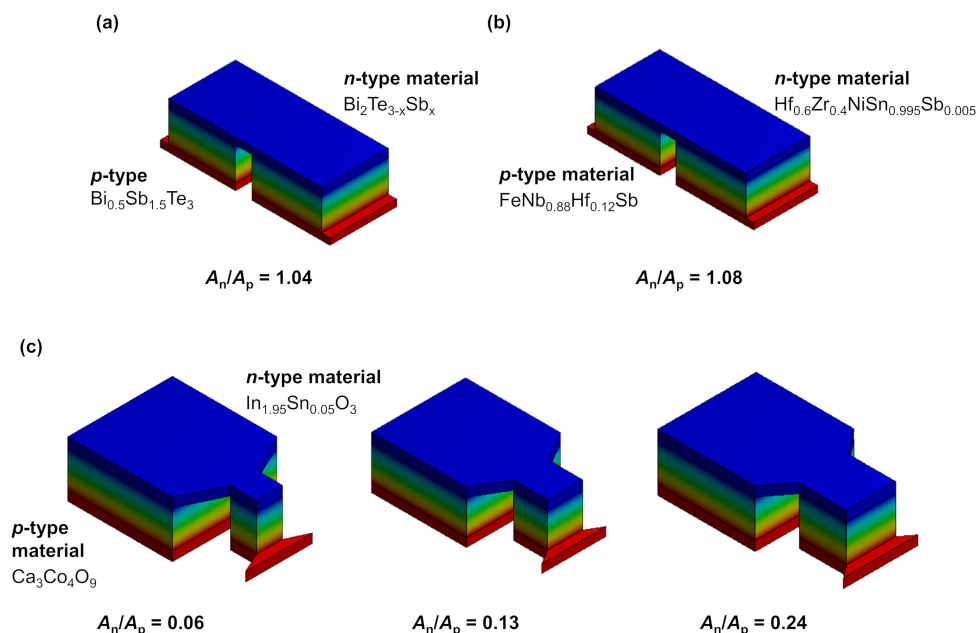 (a)
n-type material
Bi₂Te₃₋ₓSbₓ
p-type
Bi₀.₅Sb₁.₅Te₃
Aₙ/Aₚ = 1.04
(b)
n-type material
Hf₀.₆Zr₀.₄NiSn₀.₉₉₅Sb₀.₀₀₅
p-type material
FeNb₀.₈₈Hf₀.₁₂Sb
Aₙ/Aₚ = 1.08
(c)
n-type material
In₁.₉₅Sn₀.₀₅O₃
p-type
material
Ca₃Co₄O₉
Aₙ/Aₚ = 0.06
Aₙ/Aₚ = 0.13
Aₙ/Aₚ = 0.24